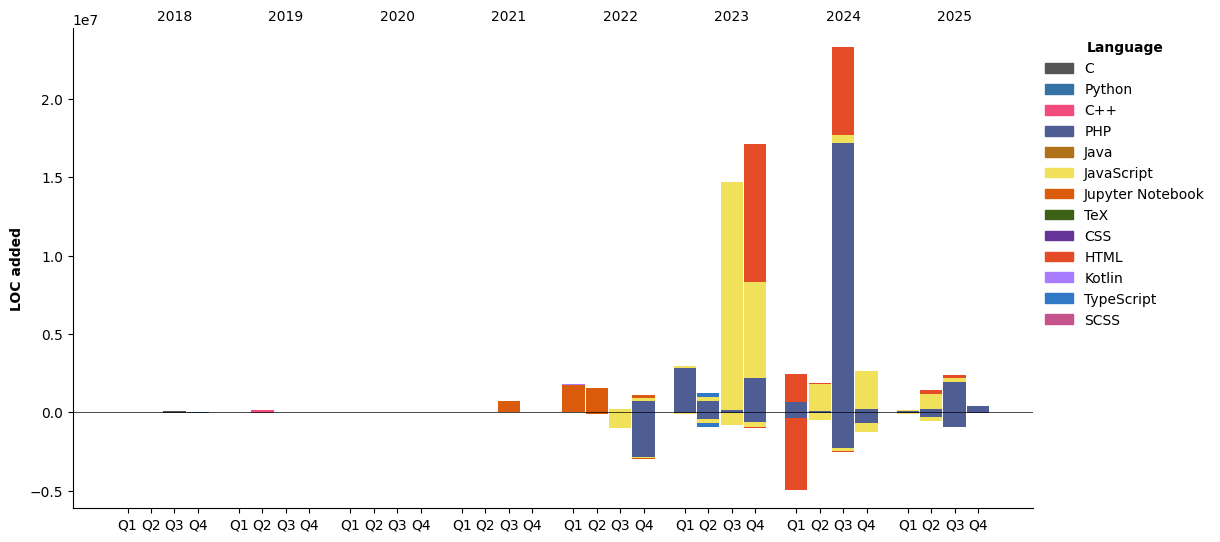 1e7
2018 2019 2020 2021 2022 2023 2024 2025
LOC added
2.0
1.5
1.0
0.5
0.0
−0.5
Q1 Q2 Q3 Q4 Q1 Q2 Q3 Q4 Q1 Q2 Q3 Q4 Q1 Q2 Q3 Q4 Q1 Q2 Q3 Q4 Q1 Q2 Q3 Q4 Q1 Q2 Q3 Q4 Q1 Q2 Q3 Q4
Language
C
Python
C++
PHP
Java
JavaScript
Jupyter Notebook
TeX
CSS
HTML
Kotlin
TypeScript
SCSS